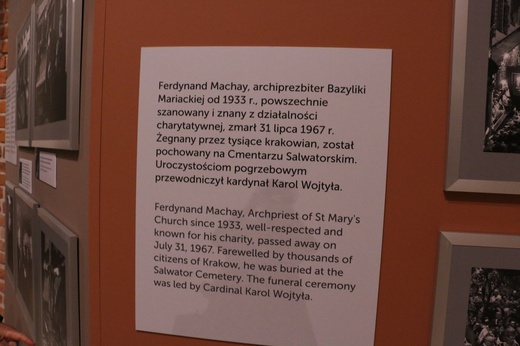 Ferdynand Machay, archiprezbiter Bazyliki
Mariackiej od 1933 r., powszechnie
szanowany i znany z działalności
charytatywnej, zmarł 31 lipca 1967 r.
Żegnany przez tysiące krakowian, został
pochowany na Cmentarzu Salwatorskim.
Uroczystościom pogrzebowym
przewodniczył kardynał Karol Wojtyła.
Ferdynand Machay, Archpriest of St Mary's
Church since 1933, well-respected and
known for his charity, passed away on
July 31, 1967. Farewelled by thousands of
citizens of Krakow, he was buried at the
Salwator Cemetery. The funeral ceremony
was led by Cardinal Karol Wojtyła.